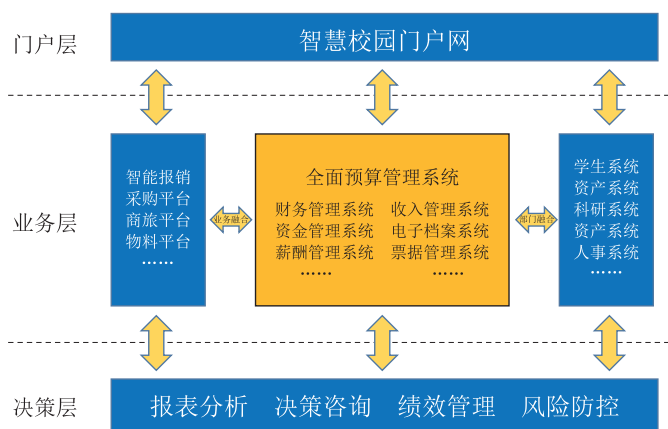 门户层
智慧校园门户网
业务层
智能报销
采购平台
商旅平台
物料平台
……
业务融合
全面预算管理系统
财务管理系统 收入管理系统
资金管理系统 电子档案系统
薪酬管理系统 票据管理系统
…… ……
部门融合
学生系统
资产系统
科研系统
资产系统
人事系统
……
决策层
报表分析 决策咨询 绩效管理 风险防控